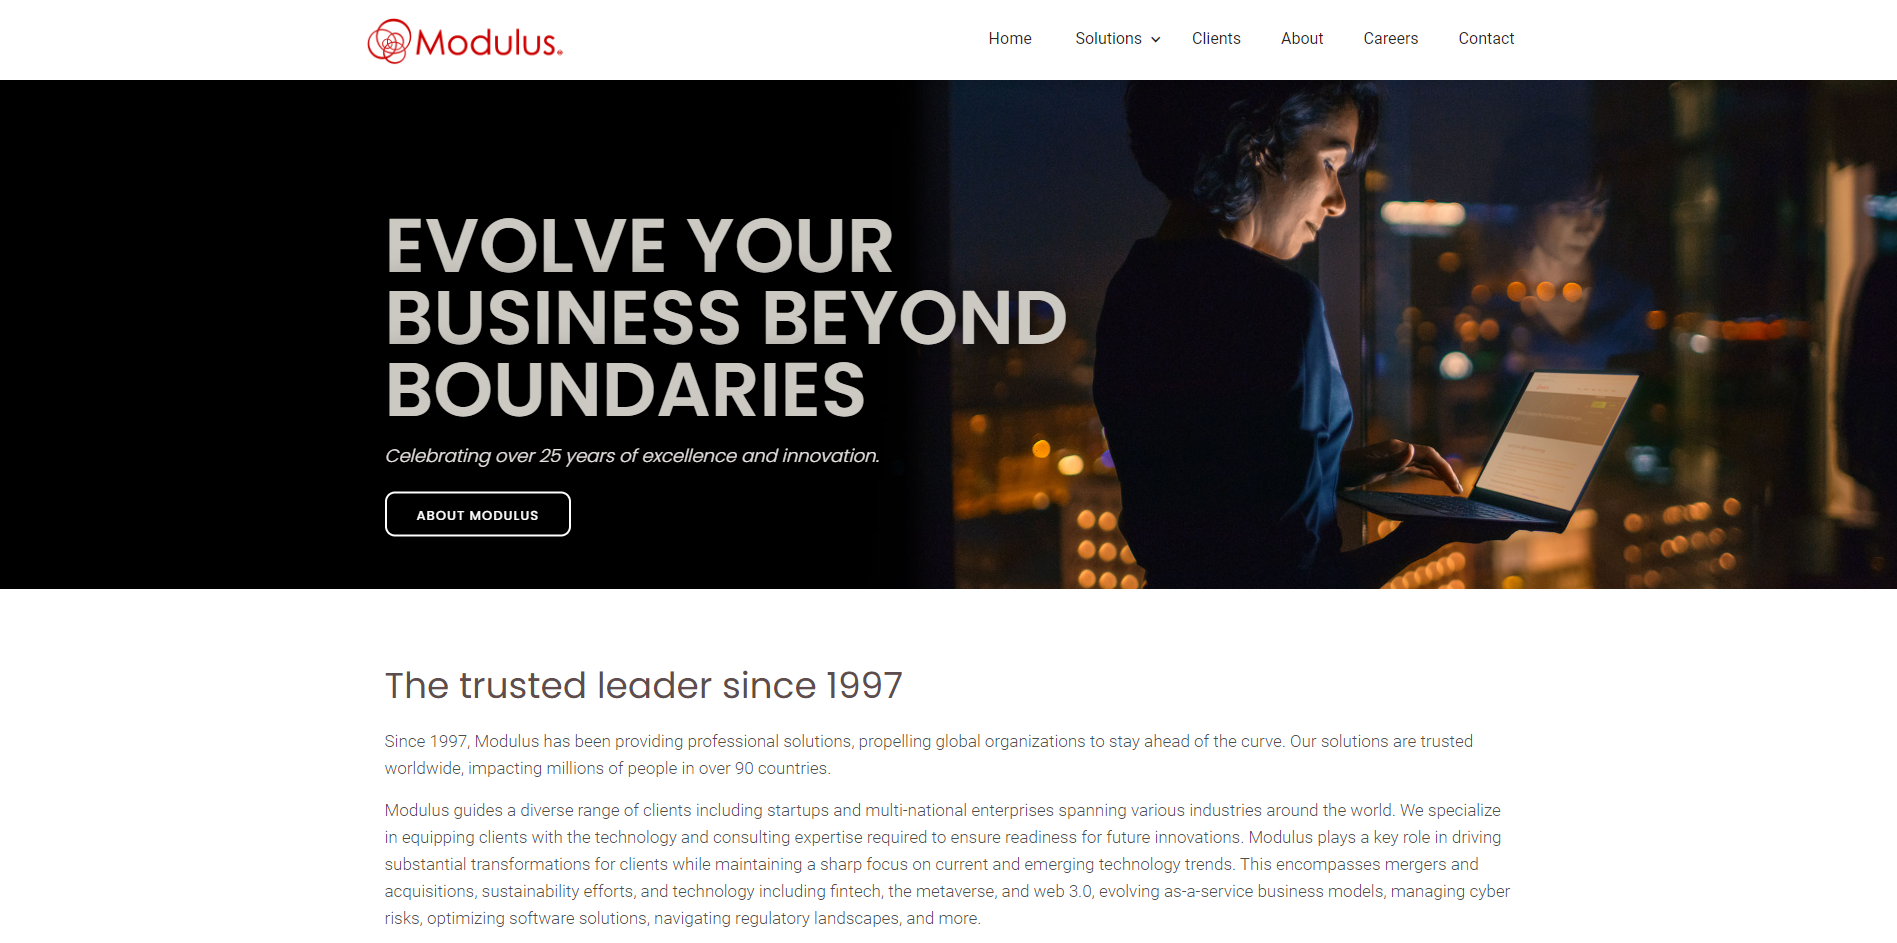 Modulus
Home Solutions Clients About Careers Contact
EVOLVE YOUR
BUSINESS BEYOND
BOUNDARIES
Celebrating over 25 years of excellence and innovation.
ABOUT MODULUS
The trusted leader since 1997
Since 1997, Modulus has been providing professional solutions, propelling global organizations to stay ahead of the curve. Our solutions are trusted
worldwide, impacting millions of people in over 90 countries.
Modulus guides a diverse range of clients including startups and multi-national enterprises spanning various industries around the world. We specialize
in equipping clients with the technology and consulting expertise required to ensure readiness for future innovations. Modulus plays a key role in driving
substantial transformations for clients while maintaining a sharp focus on current and emerging technology trends. This encompasses mergers and
acquisitions, sustainability efforts, and technology including fintech, the metaverse, and web 3.0, evolving as-a-service business models, managing cyber
risks, optimizing software solutions, navigating regulatory landscapes, and more.